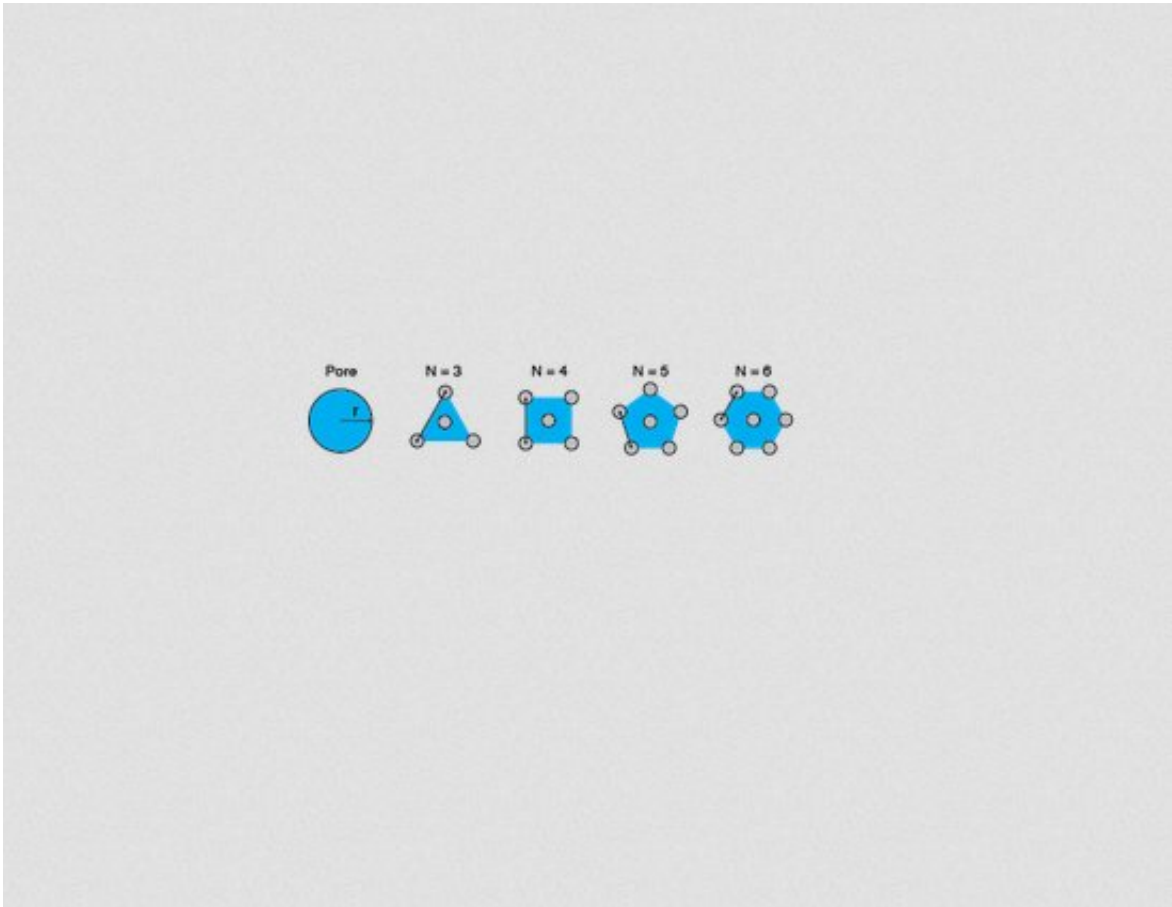 Pore N = 3 N = 4 N = 5 N = 6
r